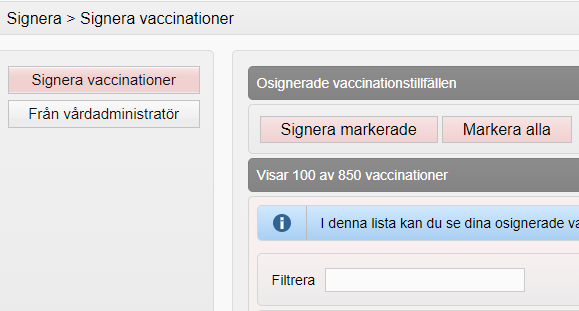 Signera > Signera vaccinationer
Signera vaccinationer
Från vårdadministratör
Osignerade vaccinationstillfällen
Signera markerade
Markera alla
Visar 100 av 850 vaccinationer
I denna lista kan du se dina osignerade va
Filtrera